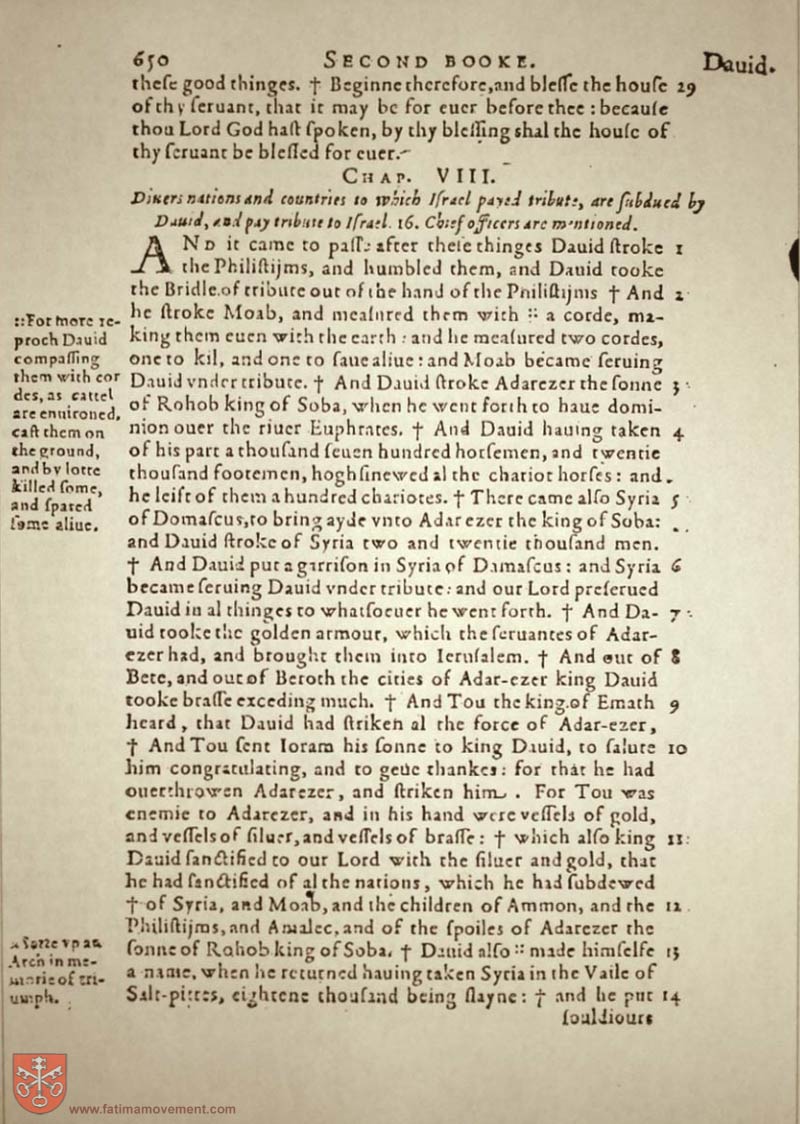 650 SECOND BOOKE. Dauid.
theſe good thinges. † Beginne therefore, and bleſſe the houſe 29
of thy ſeruant, that it may be for euer before thee : becauſe
thou Lord God haſt ſpoken, by thy bleſſing shal the houſe of
thy ſeruant be bleſſed for euer.
CHAP. VIII.
Diuers nations and countries to which Iſrael payed tribute, are ſubdued by
Dauid, and pay tribute to Iſrael. 16. Chief officers are mentioned.
AND it came to paſſe after theſe thinges Dauid ſtroke 1
the Philiſtijms, and humbled them, and Dauid tooke
the Bridle of tribute out of the hand of the Philiſtijms † And 2
he ſtroke Moab, and meaſured them with :: a corde, ma-
king them euen with the earth : and he meaſured two cordes,
one to kil, and one to ſaue aliue : and Moab became ſeruing
Dauid vnder tribute. † And Dauid ſtroke Adarezer the ſonne 3
of Rohob king of Soba, when he went forth to haue domi-
nion ouer the riuer Euphrates. † And Dauid hauing taken 4
of his part a thouſand ſeuen hundred horſemen, and twentie
thouſand footemen, hoghſinewed al the chariot horſes : and
he leift of them a hundred chariotes. † There came alſo Syria 5
of Domaſcus, to bring ayde vnto Adarezer the king of Soba:
and Dauid ſtroke of Syria two and twentie thouſand men.
† And Dauid put a garriſon in Syria of Damaſcus : and Syria 6
became ſeruing Dauid vnder tribute : and our Lord preſerued
Dauid in al thinges to whatſoeuer he went forth. † And Da- 7
uid tooke the golden armour, which the ſeruantes of Adar-
ezer had, and brought them into Ieruſalem. † And out of 8
Bete, and out of Beroth the cities of Adar-ezer king Dauid
tooke braſſe exceding much. † And Tou the king of Emath 9
heard, that Dauid had ſtriken al the force of Adar-ezer,
† And Tou ſent Ioram his ſonne to king Dauid, to ſalute 10
him congratulating, and to geue thankes : for that he had
ouerthrowen Adarezer, and ſtriken him. For Tou was
enemie to Adarezer, and in his hand were veſſels of gold,
and veſſels of ſiluer, and veſſels of braſſe : † which alſo king 11
Dauid ſanctified to our Lord with the ſiluer and gold, that
he had ſanctified of al the nations, which he had ſubdewed
† of Syria, and Moab, and the children of Ammon, and the 12
Philiſtijms, and Amalec, and of the ſpoiles of Adarezer the
ſonne of Rohob king of Soba. † Dauid alſo :: made himſelfe 13
a name, when he returned hauing taken Syria in the Vaile of
Salt-pittes, eightene thouſand being ſlayne : † and he put 14
ſouldiours
::For more re-
proch Dauid
compaſſing
them with cor
des, as cattel
are enuironed,
caſt them on
the ground,
and by lotte
killed ſome,
and ſpared
ſome aliue.
Sette vp an
Arch in me-
morie of tri-
umph.
www.fatimamovement.com